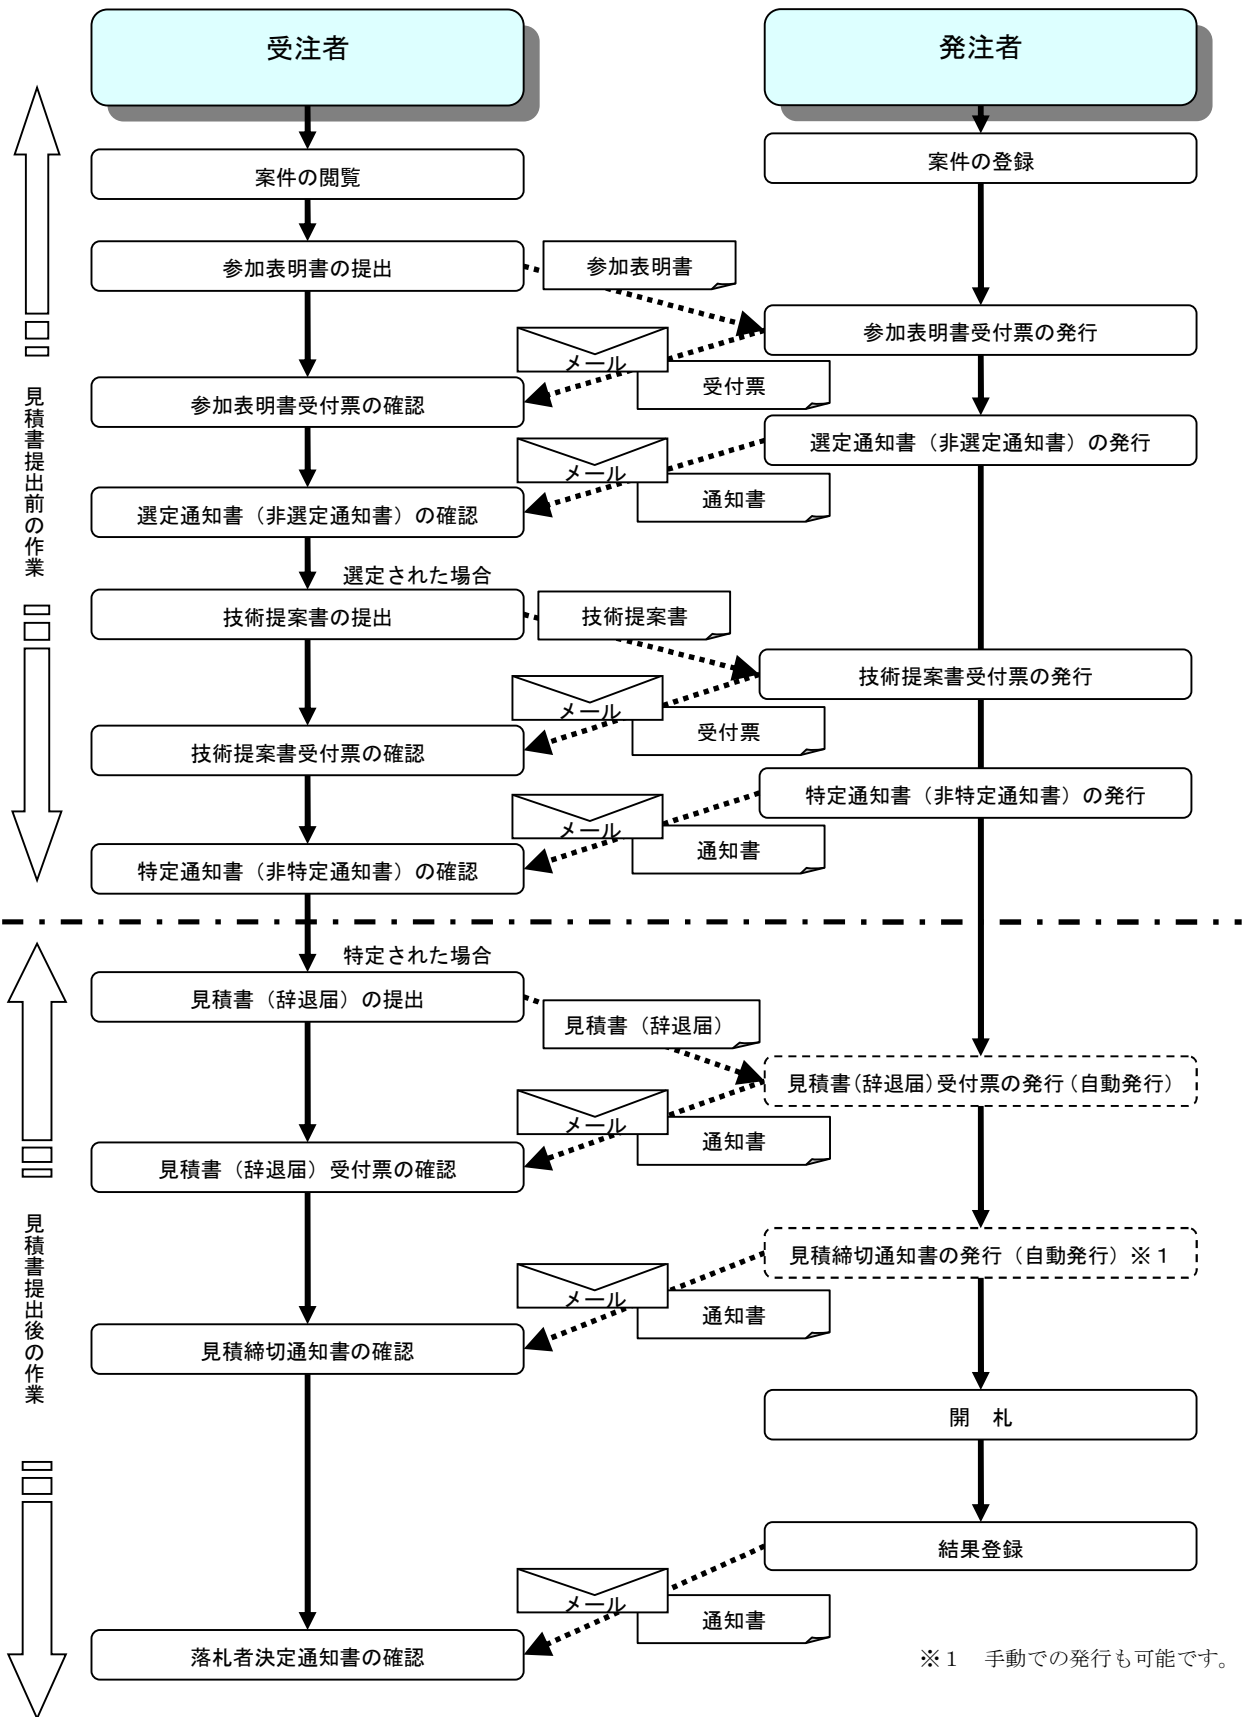 受注者
発注者
案件の閲覧
案件の登録
参加表明書の提出
参加表明書
参加表明書受付票の発行
メール
受付票
参加表明書受付票の確認
選定通知書（非選定通知書）の発行
メール
通知書
選定通知書（非選定通知書）の確認
選定された場合
技術提案書の提出
技術提案書
技術提案書受付票の発行
メール
受付票
技術提案書受付票の確認
特定通知書（非特定通知書）の発行
メール
通知書
特定通知書（非特定通知書）の確認
見積書提出前の作業
特定された場合
見積書（辞退届）の提出
見積書（辞退届）
見積書（辞退届）受付票の発行（自動発行）
メール
通知書
見積書（辞退届）受付票の確認
見積締切通知書の発行（自動発行）※１
メール
通知書
見積締切通知書の確認
開　札
結果登録
メール
通知書
落札者決定通知書の確認
見積書提出後の作業
※１　手動での発行も可能です。